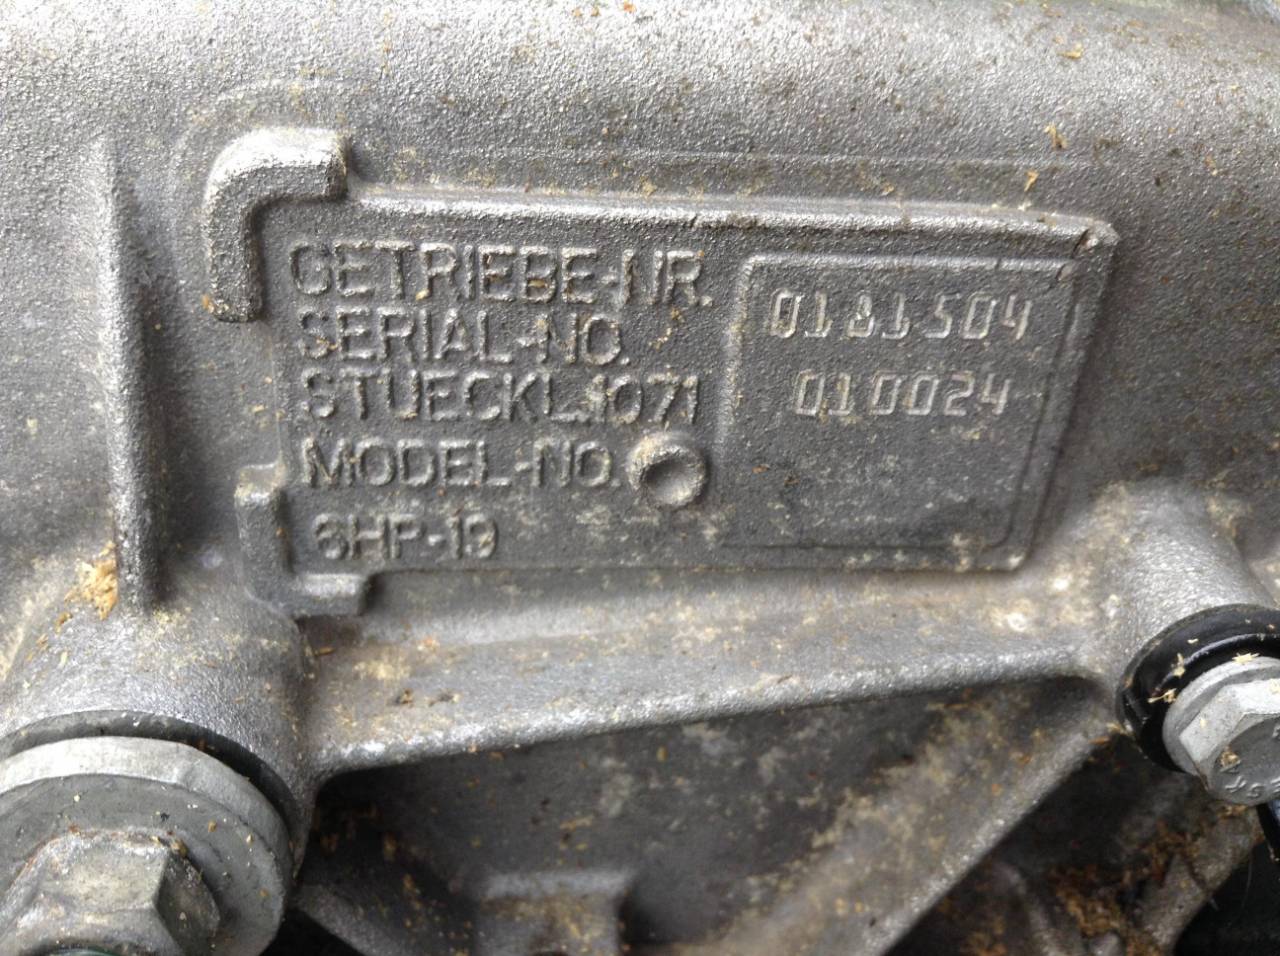 GETRIEBE-NR.
SERIAL-NO. 0181504
STUECKL.1071 010024
MODEL-NO.
6HP-19